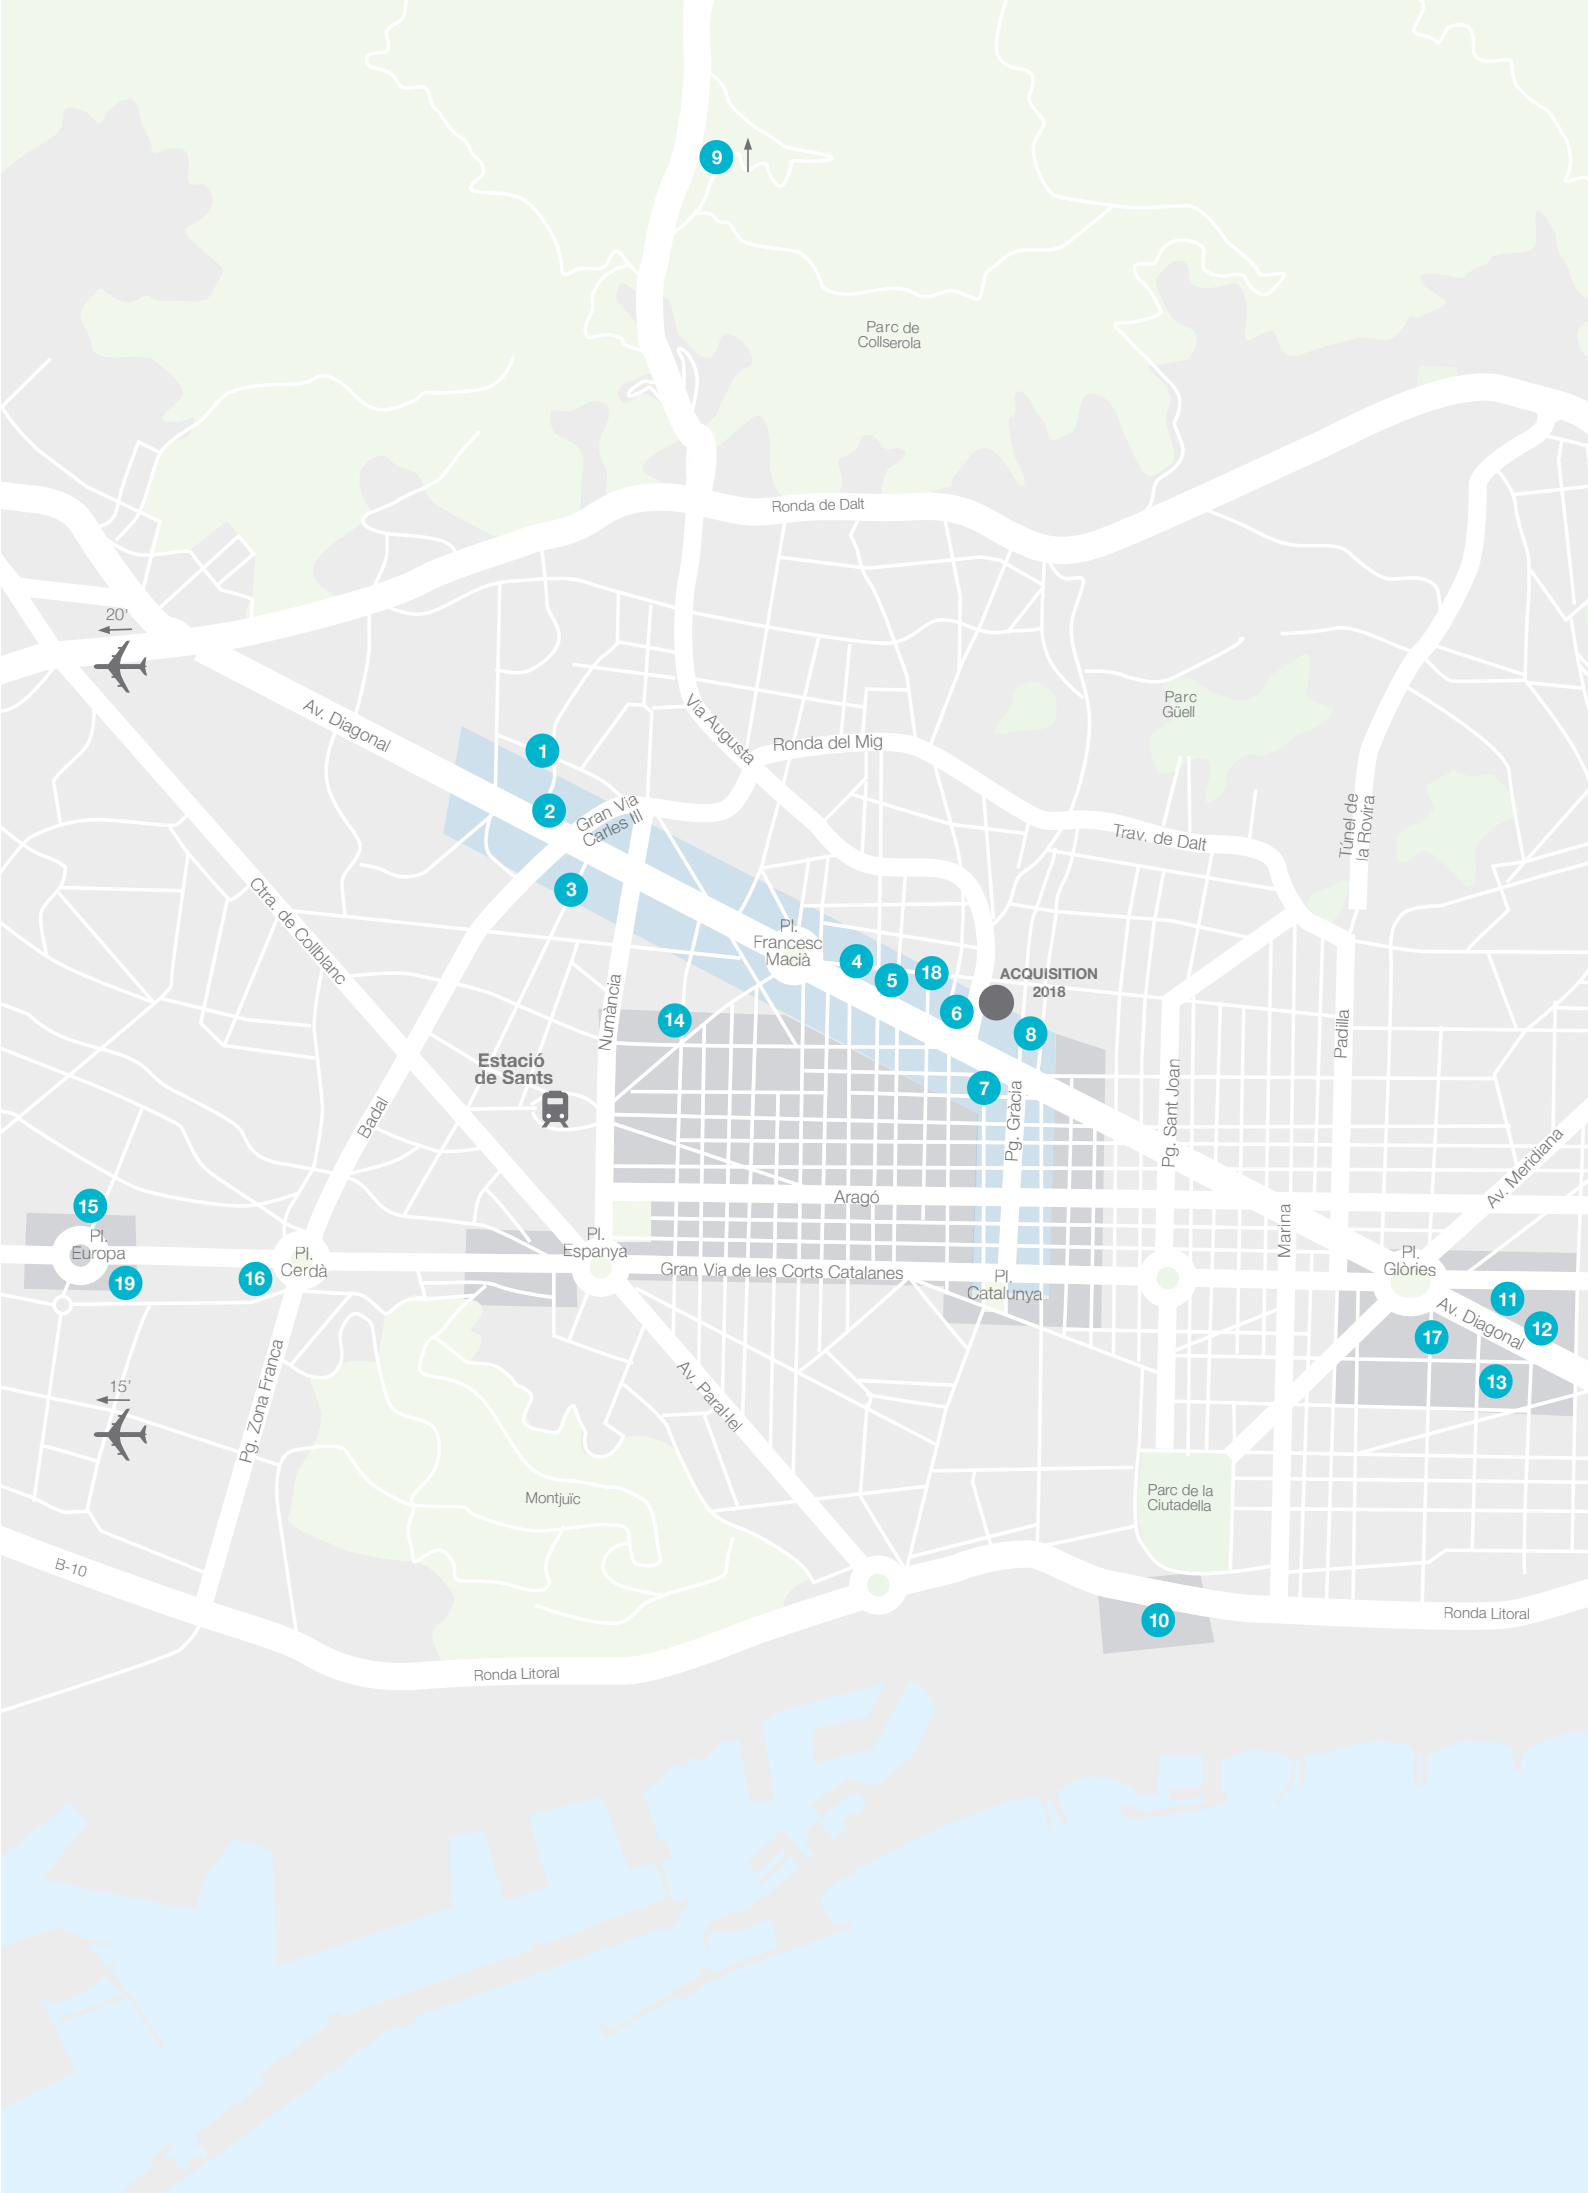 9
Parc de
Collserola
Ronda de Dalt
20'
Av. Diagonal
Via Augusta
Parc
Güell
1
Ronda del Mig
2
Gran Via
Carles III
Trav. de Dalt
Túnel de
la Rovira
3
Ctra. de Collblanc
Pl.
Francesc
Macià
4
5
18
6
ACQUISITION
2018
8
14
Numància
Padilla
Estació
de Sants
7
Pg. Gràcia
Pg. Sant Joan
Badal
Av. Meridiana
Aragó
15
Pl.
Europa
19
16
Pl.
Cerdà
Pl.
Espanya
Gran Via de les Corts Catalanes
Pl.
Catalunya
Marina
Pl.
Glòries
11
Av. Diagonal
12
17
13
15'
Pg. Zona Franca
Av. Paral·lel
Montjuïc
Parc de la
Ciutadella
B-10
10
Ronda Litoral
Ronda Litoral